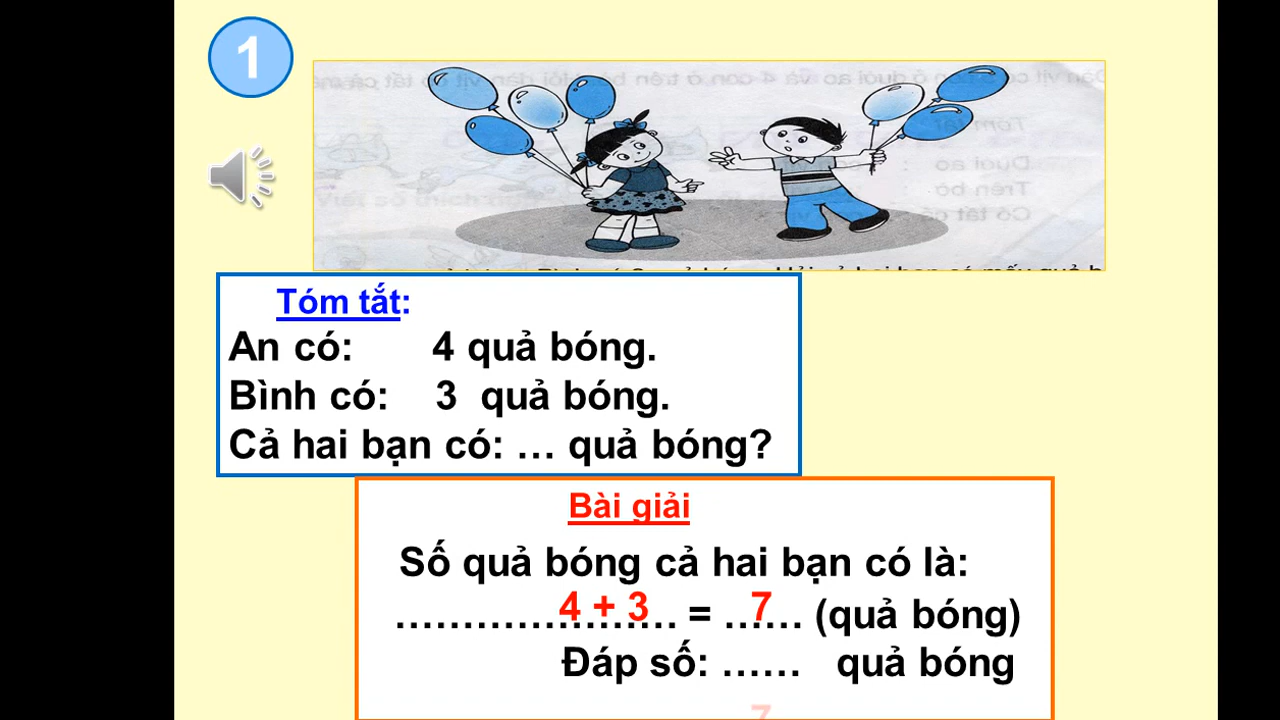 1
Tóm tắt:
An có: 4 quả bóng.
Bình có: 3 quả bóng.
Cả hai bạn có: … quả bóng?
Bài giải
Số quả bóng cả hai bạn có là:
………………… 4 + 3 = …… 7 (quả bóng)
Đáp số: …… quả bóng
7